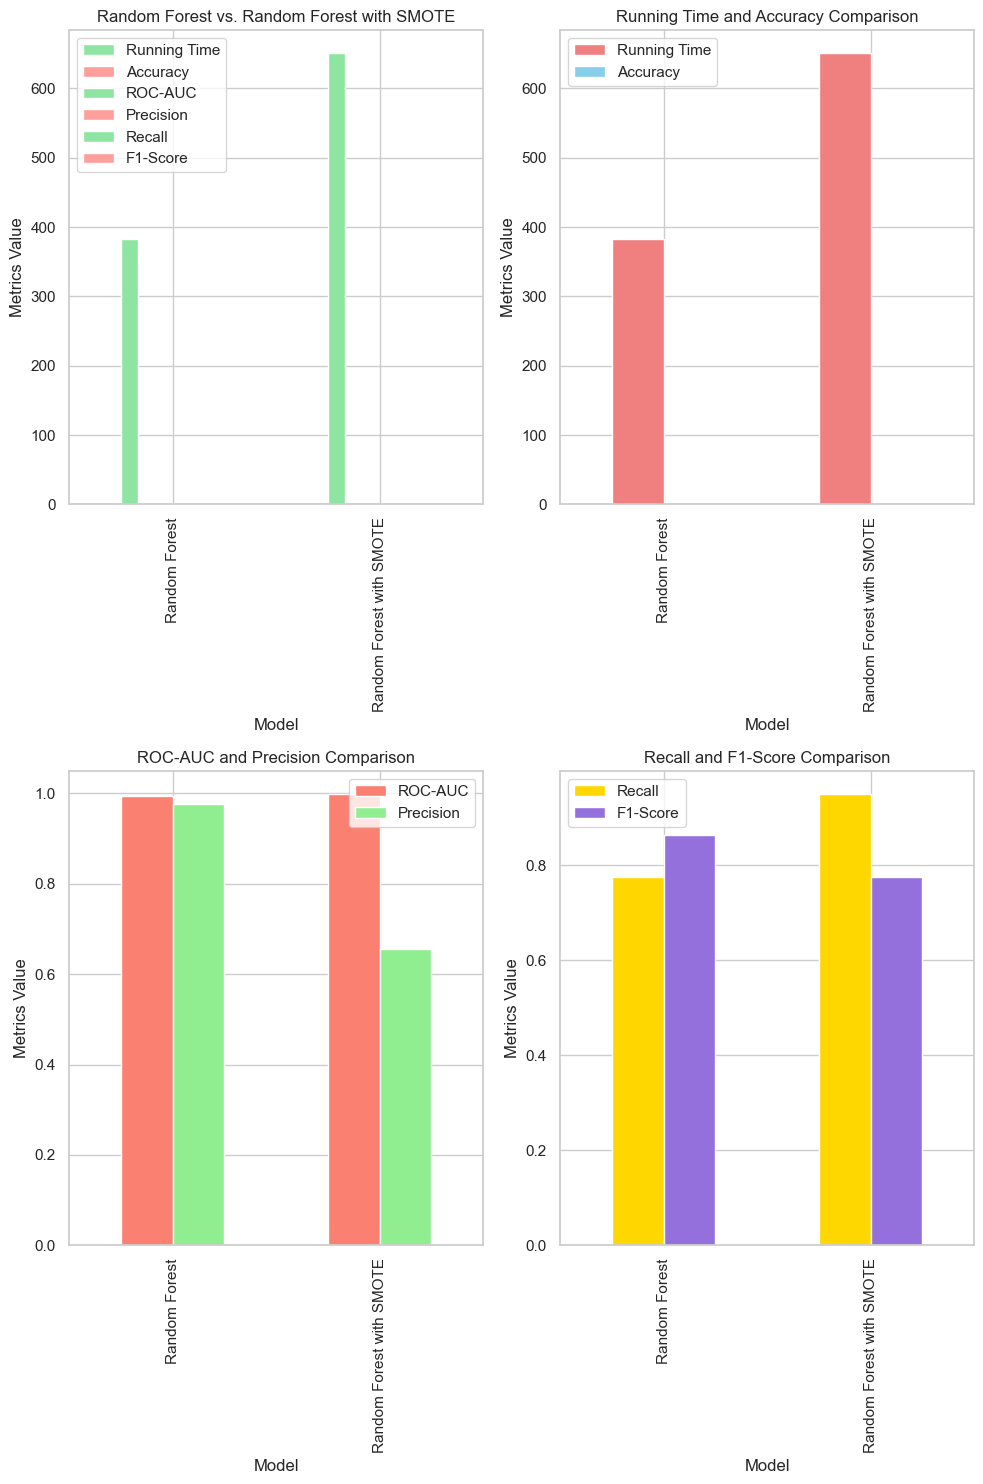 Random Forest vs. Random Forest with SMOTE
Running Time
Accuracy
ROC-AUC
Precision
Recall
F1-Score
Metrics Value
600
500
400
300
200
100
0
Random Forest
Random Forest with SMOTE
Model
Running Time and Accuracy Comparison
Running Time
Accuracy
Metrics Value
600
500
400
300
200
100
0
Random Forest
Random Forest with SMOTE
Model
ROC-AUC and Precision Comparison
ROC-AUC
Precision
Metrics Value
1.0
0.8
0.6
0.4
0.2
0.0
Random Forest
Random Forest with SMOTE
Model
Recall and F1-Score Comparison
Recall
F1-Score
Metrics Value
0.8
0.6
0.4
0.2
0.0
Random Forest
Random Forest with SMOTE
Model